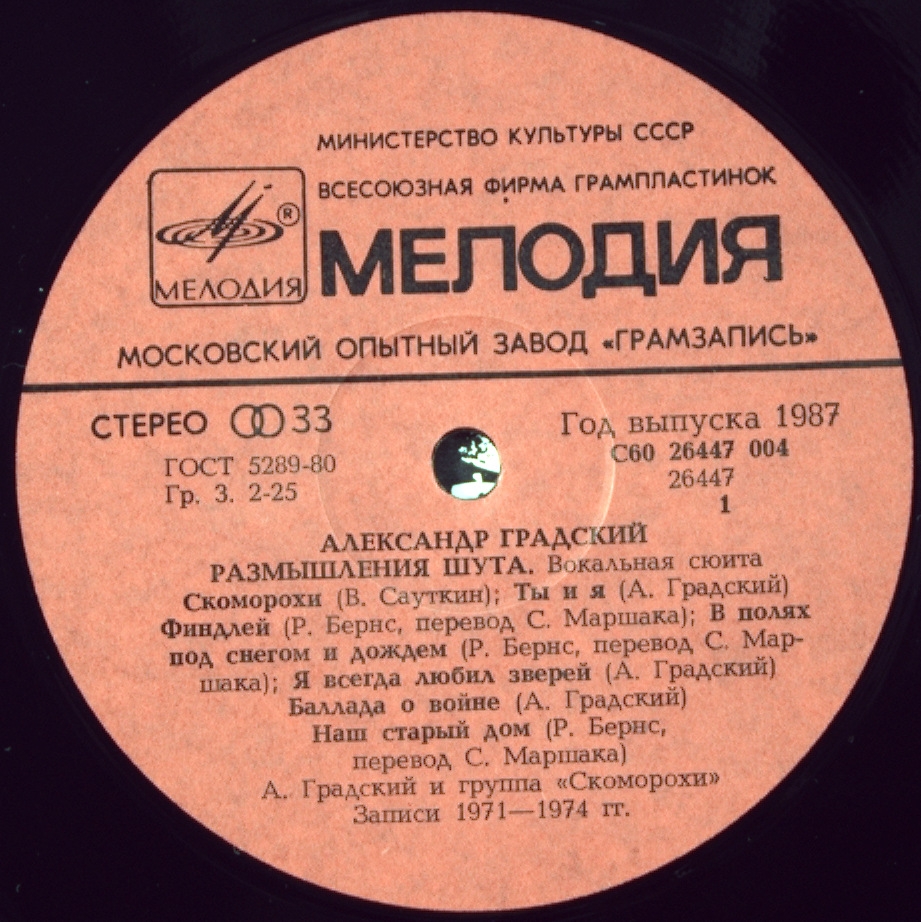 МИНИСТЕРСТВО КУЛЬТУРЫ СССР
ВСЕСОЮЗНАЯ ФИРМА ГРАМПЛАСТИНОК
®
МЕЛОДИЯ
МЕЛОДИЯ
МОСКОВСКИЙ ОПЫТНЫЙ ЗАВОД «ГРАМЗАПИСЬ»
СТЕРЕО 33
Год выпуска 1987
ГОСТ 5289-80
Гр. 3. 2-25
С60 26447 004
26447
1
АЛЕКСАНДР ГРАДСКИЙ
РАЗМЫШЛЕНИЯ ШУТА. Вокальная сюита
Скоморохи (В. Сауткин); Ты и я (А. Градский)
Финдлей (Р. Бернс, перевод С. Маршака); В полях
под снегом и дождем (Р. Бернс, перевод С. Мар-
шака); Я всегда любил зверей (А. Градский)
Баллада о войне (А. Градский)
Наш старый дом (Р. Бернс,
перевод С. Маршака)
А. Градский и группа «Скоморохи»
Записи 1971—1974 гг.